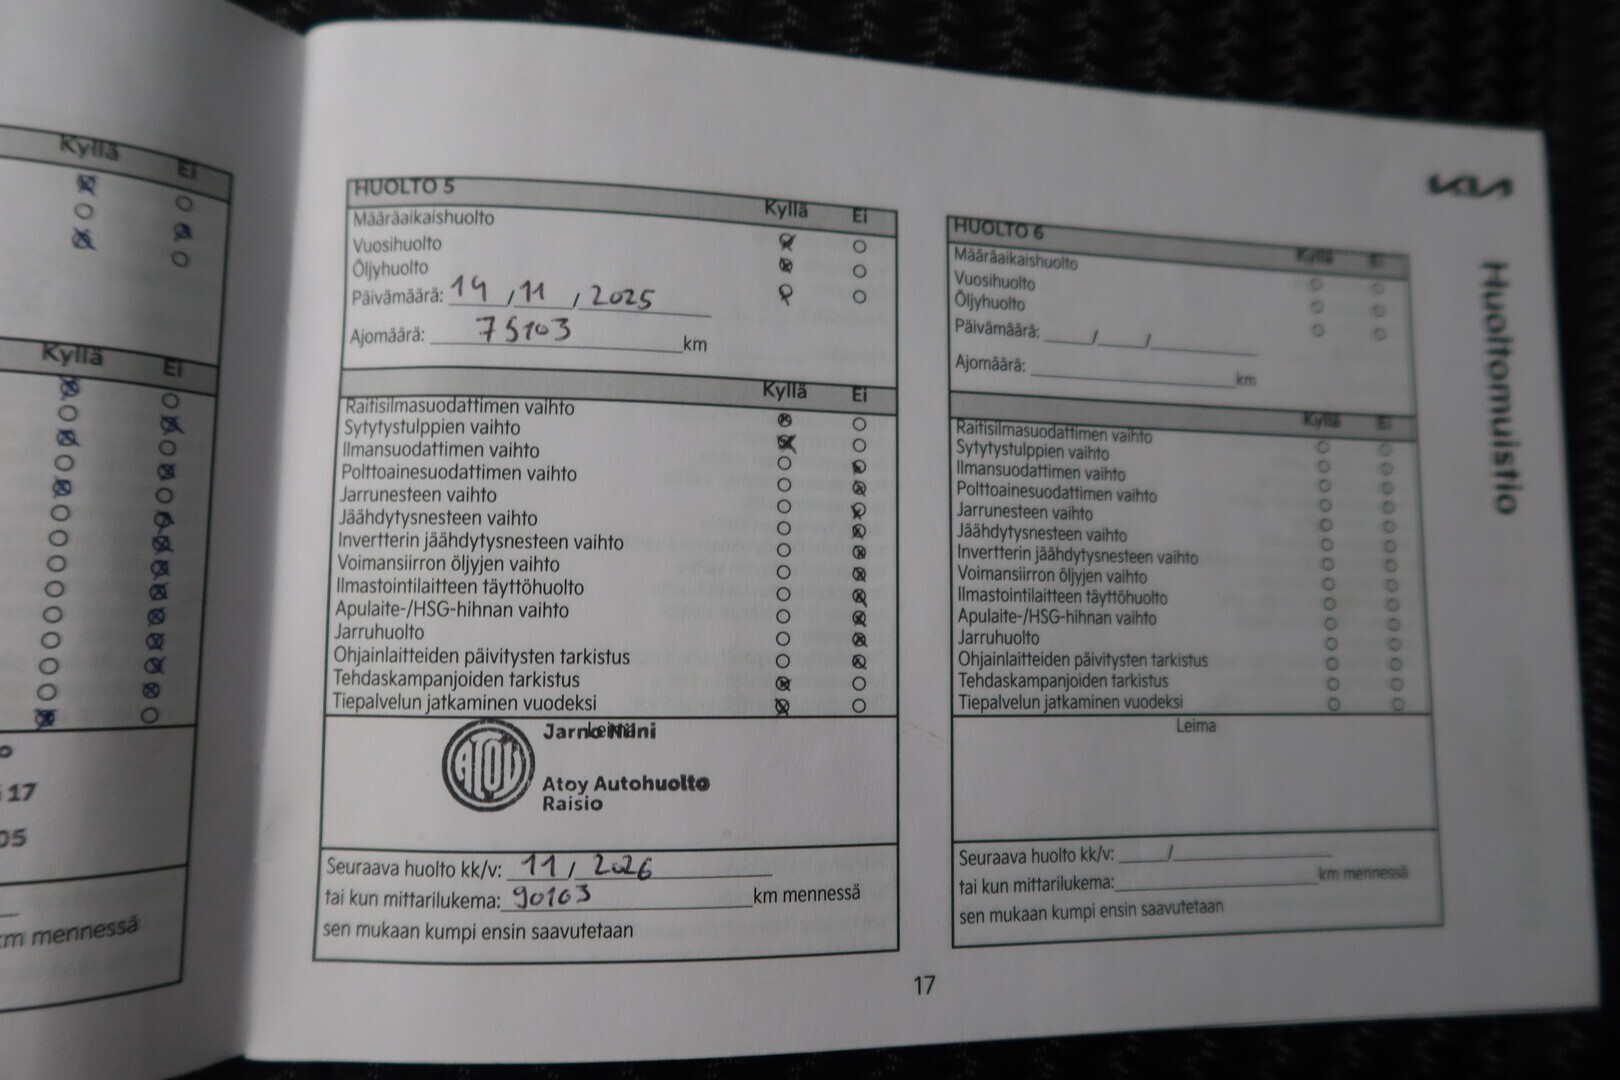 Kyllä Ei
Kyllä Ei
17
05
km mennessä
HUOLTO 5
Kyllä Ei
Määräaikaishuolto
Vuosihuolto
Öljyhuolto
Päivämäärä: 14 / 11 / 2025
Ajomäärä: 75103 km
Kyllä Ei
Raitisilmasuodattimen vaihto
Sytytystulppien vaihto
Ilmansuodattimen vaihto
Polttoainesuodattimen vaihto
Jarrunesteen vaihto
Jäähdytysnesteen vaihto
Invertterin jäähdytysnesteen vaihto
Voimansiirron öljyjen vaihto
Ilmastointilaitteen täyttöhuolto
Apulaite-/HSG-hihnan vaihto
Jarruhuolto
Ohjainlaitteiden päivitysten tarkistus
Tehdaskampanjoiden tarkistus
Tiepalvelun jatkaminen vuodeksi
Leima
ATOY
Jarno Niini
Atoy Autohuolto
Raisio
Seuraava huolto kk/v: 11 / 2026
tai kun mittarilukema: 90103 km mennessä
sen mukaan kumpi ensin saavutetaan
HUOLTO 6
Kyllä Ei
Määräaikaishuolto
Vuosihuolto
Öljyhuolto
Päivämäärä: / /
Ajomäärä: km
Kyllä Ei
Raitisilmasuodattimen vaihto
Sytytystulppien vaihto
Ilmansuodattimen vaihto
Polttoainesuodattimen vaihto
Jarrunesteen vaihto
Jäähdytysnesteen vaihto
Invertterin jäähdytysnesteen vaihto
Voimansiirron öljyjen vaihto
Ilmastointilaitteen täyttöhuolto
Apulaite-/HSG-hihnan vaihto
Jarruhuolto
Ohjainlaitteiden päivitysten tarkistus
Tehdaskampanjoiden tarkistus
Tiepalvelun jatkaminen vuodeksi
Leima
Seuraava huolto kk/v: /
tai kun mittarilukema: km mennessä
sen mukaan kumpi ensin saavutetaan
KIA
Huoltomuistio
17